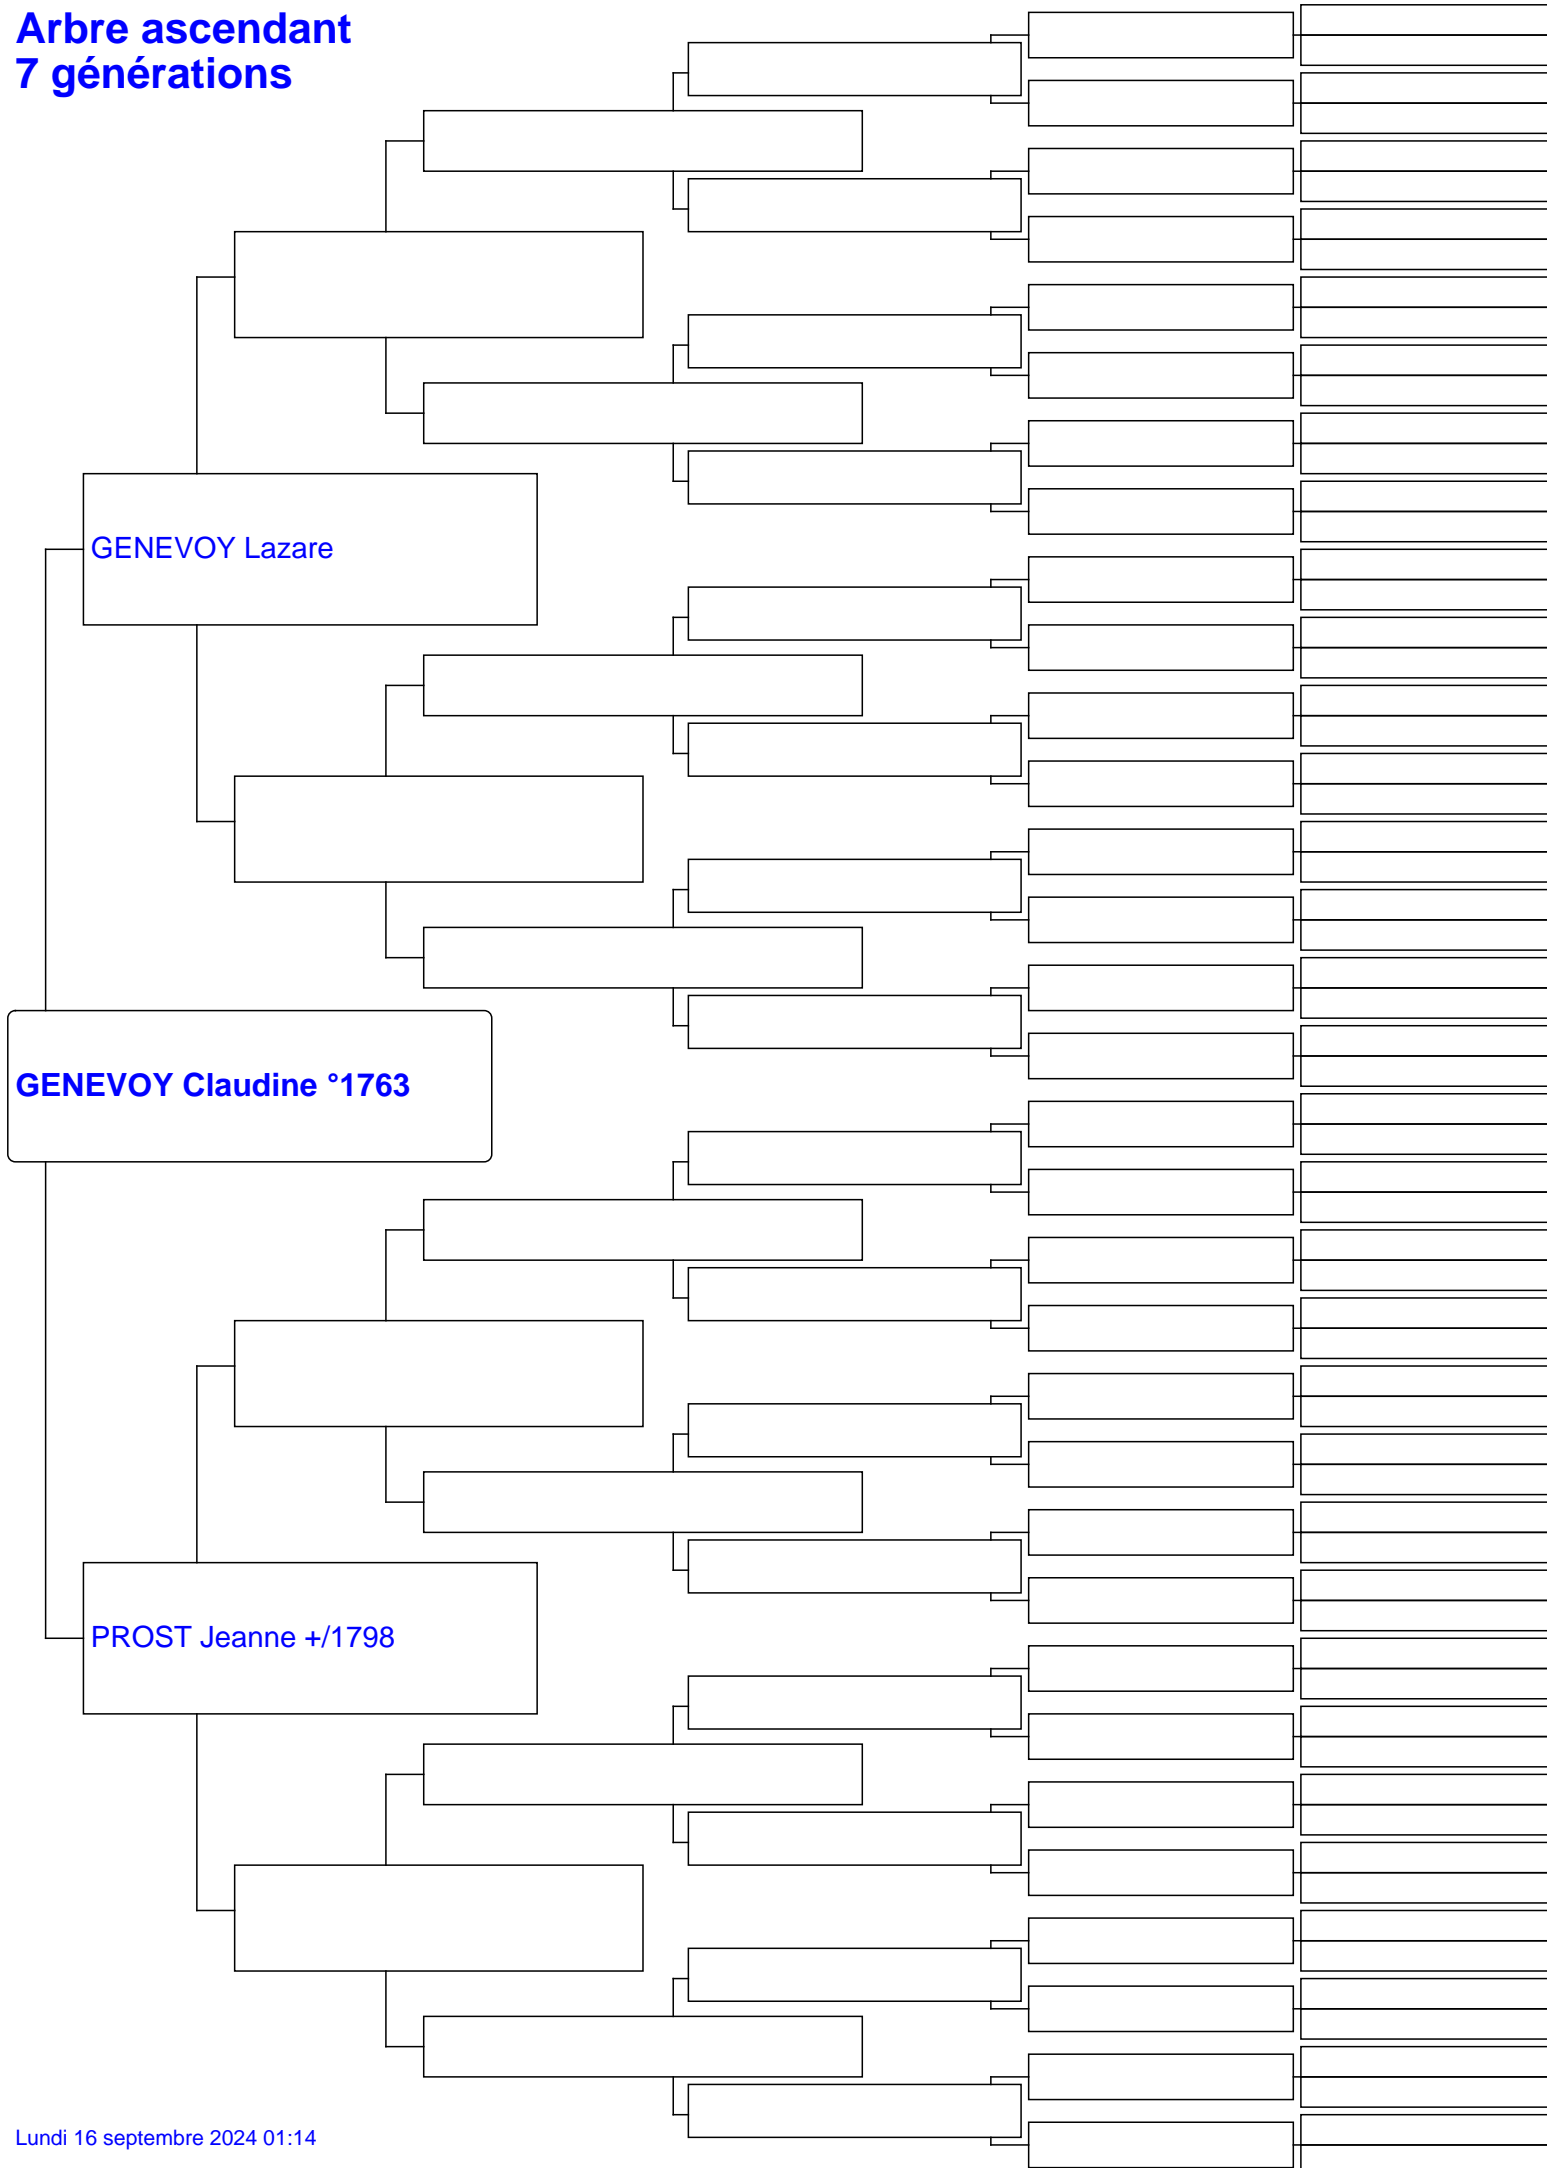 Arbre ascendant
7 générations
GENEVOY Lazare
GENEVOY Claudine °1763
PROST Jeanne +/1798
Lundi 16 septembre 2024 01:14